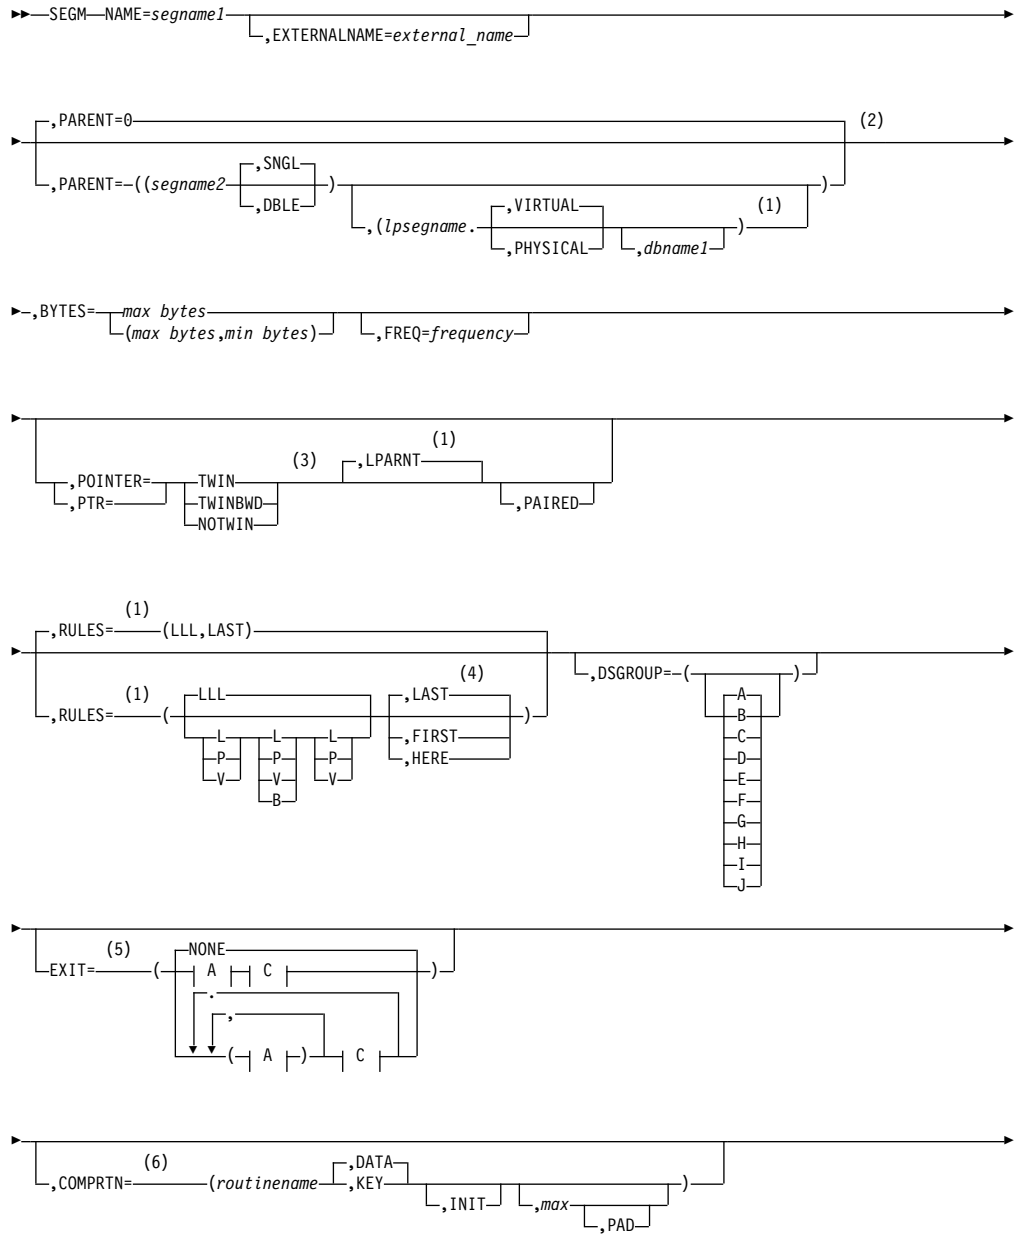 SEGM NAME=segname1
,EXTERNALNAME=external_name
,PARENT=0 (2)
,PARENT= ((segname2 ,SNGL )
,DBLE
,(lpsegname. ,VIRTUAL ) (1) )
,PHYSICAL ,dbname1
,BYTES= max bytes
(max bytes,min bytes) ,FREQ=frequency
(1)
(3) ,LPARNT
,POINTER= TWIN
,PTR= TWINBWD ,PAIRED
NOTWIN
(1)
,RULES= (LLL,LAST)
(1) LLL (4) ,LAST ,DSGROUP= ( )
,RULES= ( )
L L L ,FIRST A
P P P ,HERE B
V V V C
B D
E
F
G
H
I
J
(5) NONE
EXIT= ( A C )
.
,
( A ) C
(6) ,DATA
,COMPRTN= (routinename ,KEY )
,INIT ,max
,PAD